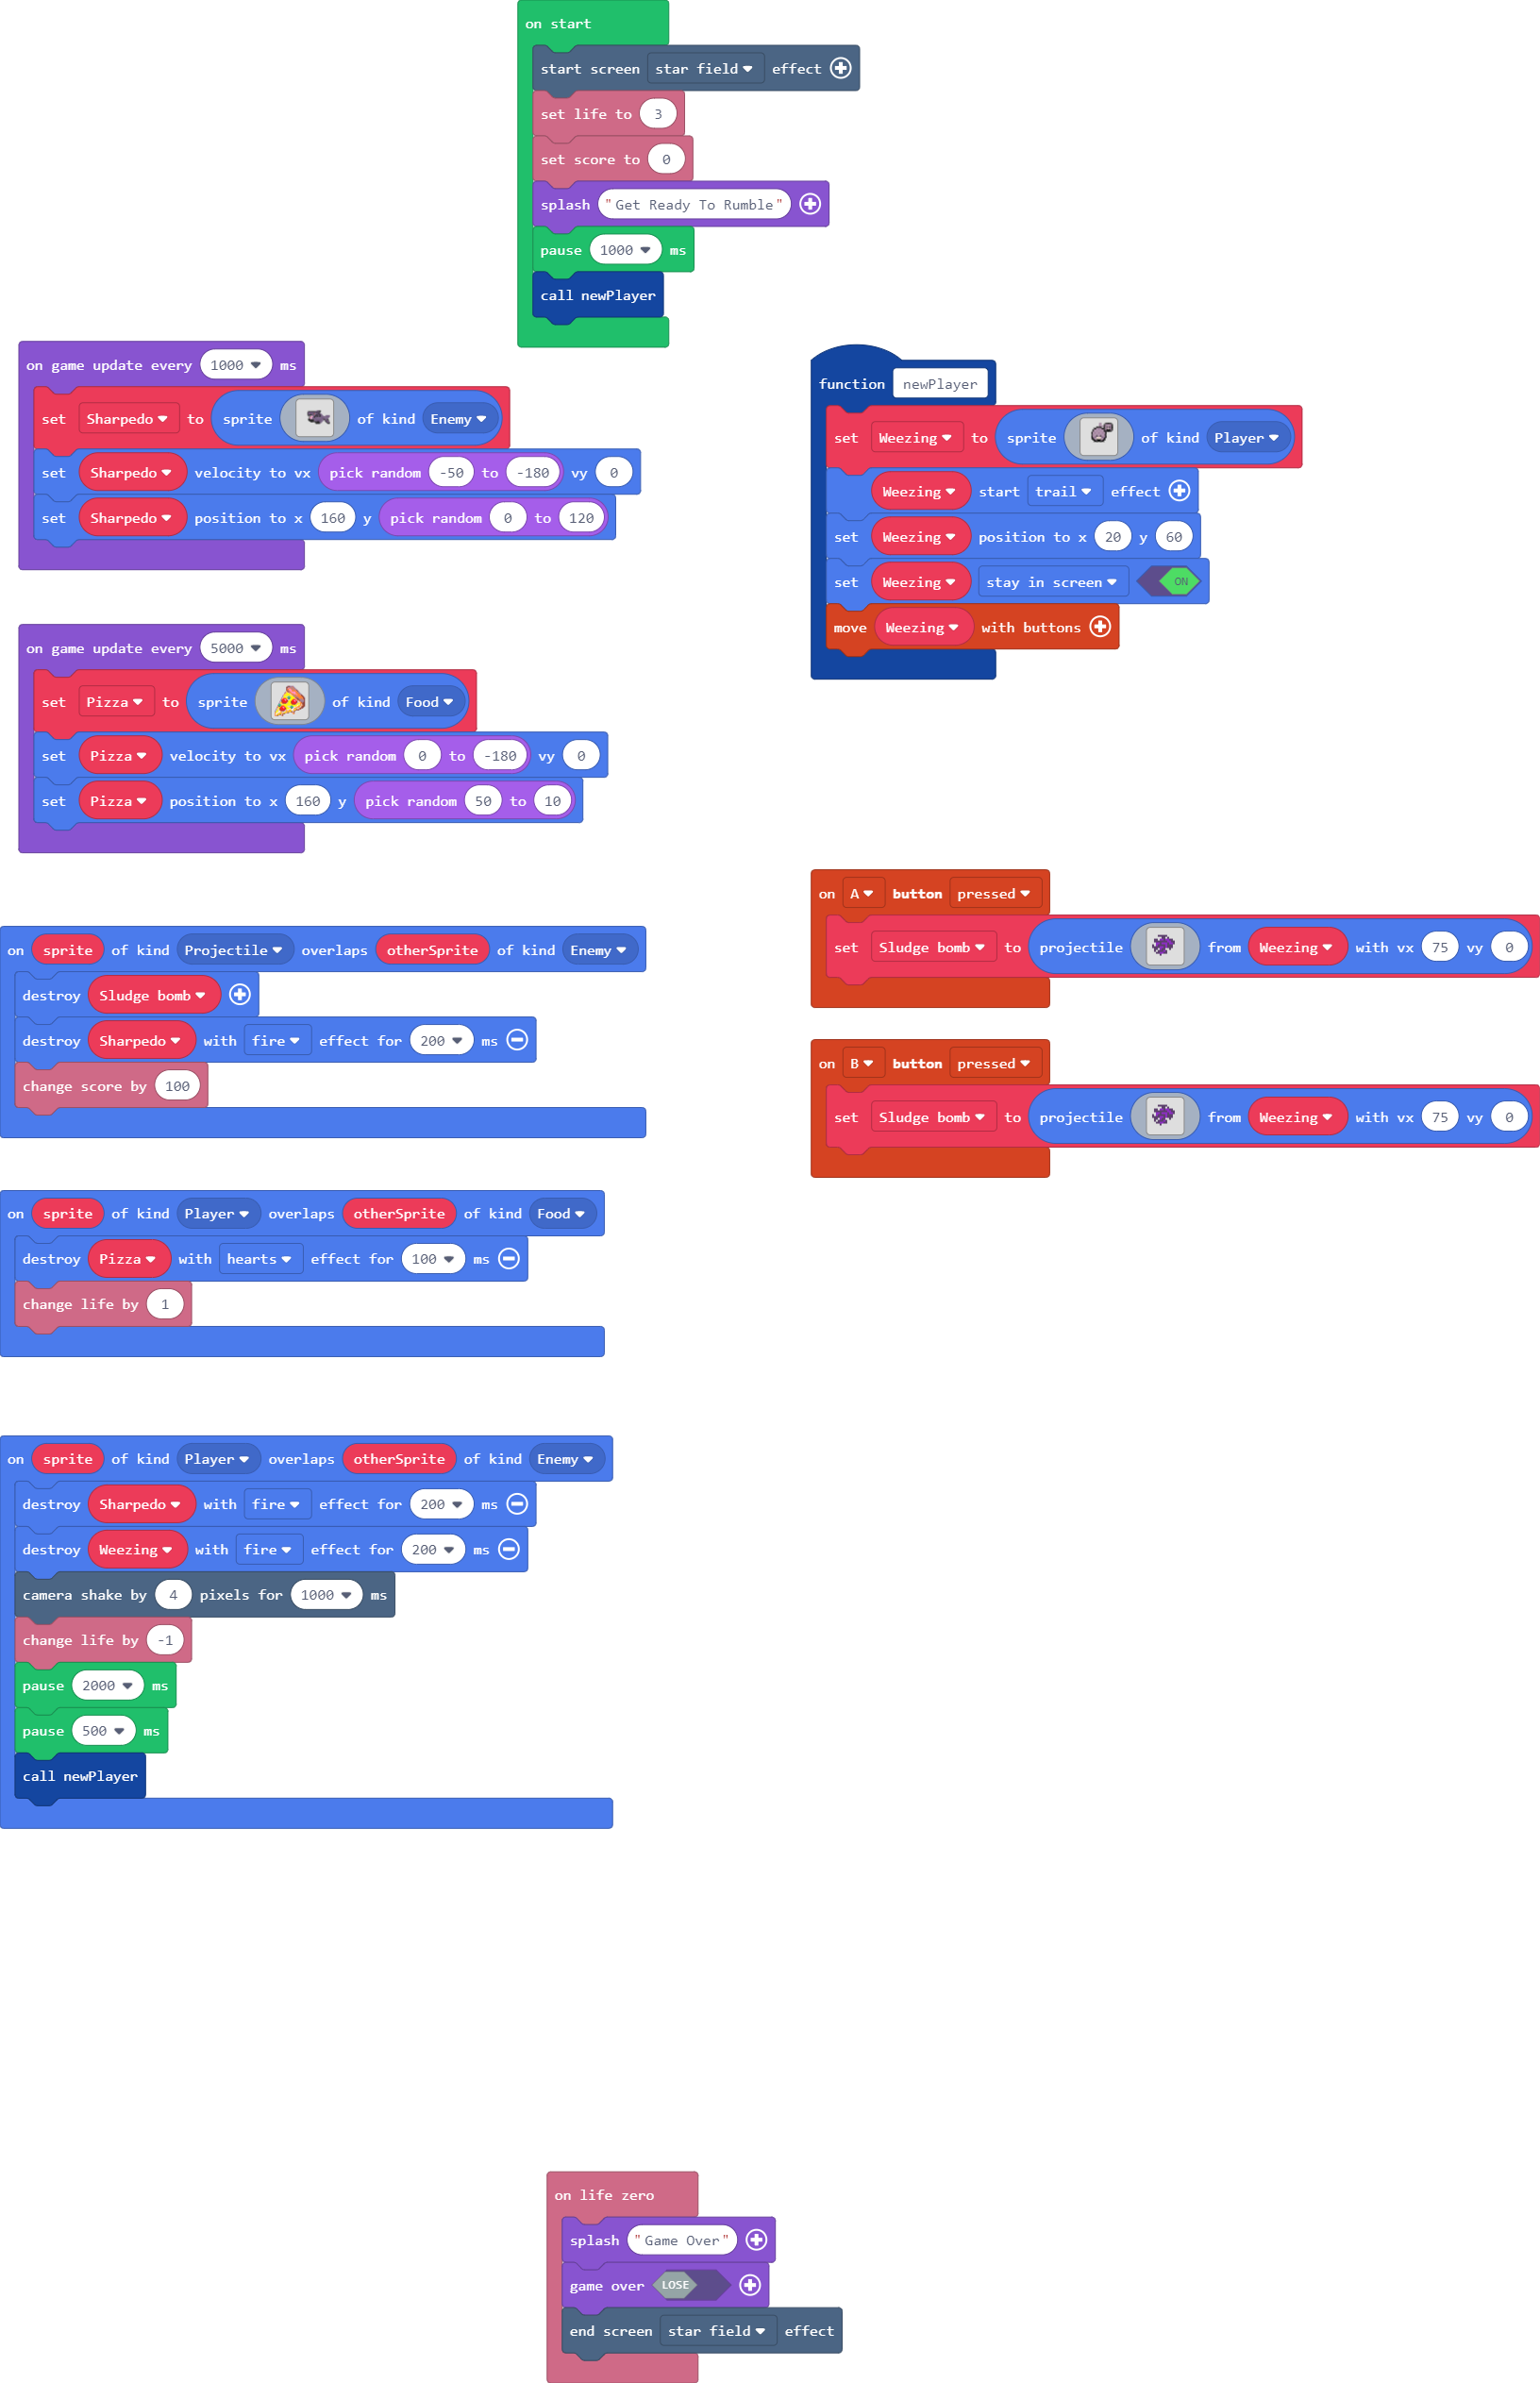 on start
start screen star field effect
set life to 3
set score to 0
splash "Get Ready To Rumble"
pause 1000 ms
call newPlayer
on game update every 1000 ms
set Sharpedo to sprite of kind Enemy
set Sharpedo velocity to vx pick random -50 to -180 vy 0
set Sharpedo position to x 160 y pick random 0 to 120
function newPlayer
set Weezing to sprite of kind Player
Weezing start trail effect
set Weezing position to x 20 y 60
set Weezing stay in screen ON
move Weezing with buttons
on game update every 5000 ms
set Pizza to sprite of kind Food
set Pizza velocity to vx pick random 0 to -180 vy 0
set Pizza position to x 160 y pick random 50 to 10
on A button pressed
set Sludge bomb to projectile from Weezing with vx 75 vy 0
on B button pressed
set Sludge bomb to projectile from Weezing with vx 75 vy 0
on sprite of kind Projectile overlaps otherSprite of kind Enemy
destroy Sludge bomb
destroy Sharpedo with fire effect for 200 ms
change score by 100
on sprite of kind Player overlaps otherSprite of kind Food
destroy Pizza with hearts effect for 100 ms
change life by 1
on sprite of kind Player overlaps otherSprite of kind Enemy
destroy Sharpedo with fire effect for 200 ms
destroy Weezing with fire effect for 200 ms
camera shake by 4 pixels for 1000 ms
change life by -1
pause 2000 ms
pause 500 ms
call newPlayer
on life zero
splash "Game Over"
game over LOSE
end screen star field effect